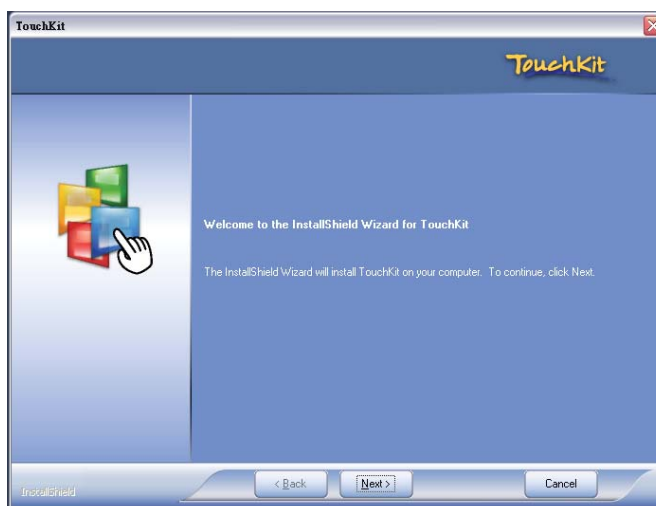 TouchKit
TouchKit
Welcome to the InstallShield Wizard for TouchKit
The InstallShield Wizard will install TouchKit on your computer. To continue, click Next.
InstallShield
< Back
Next >
Cancel